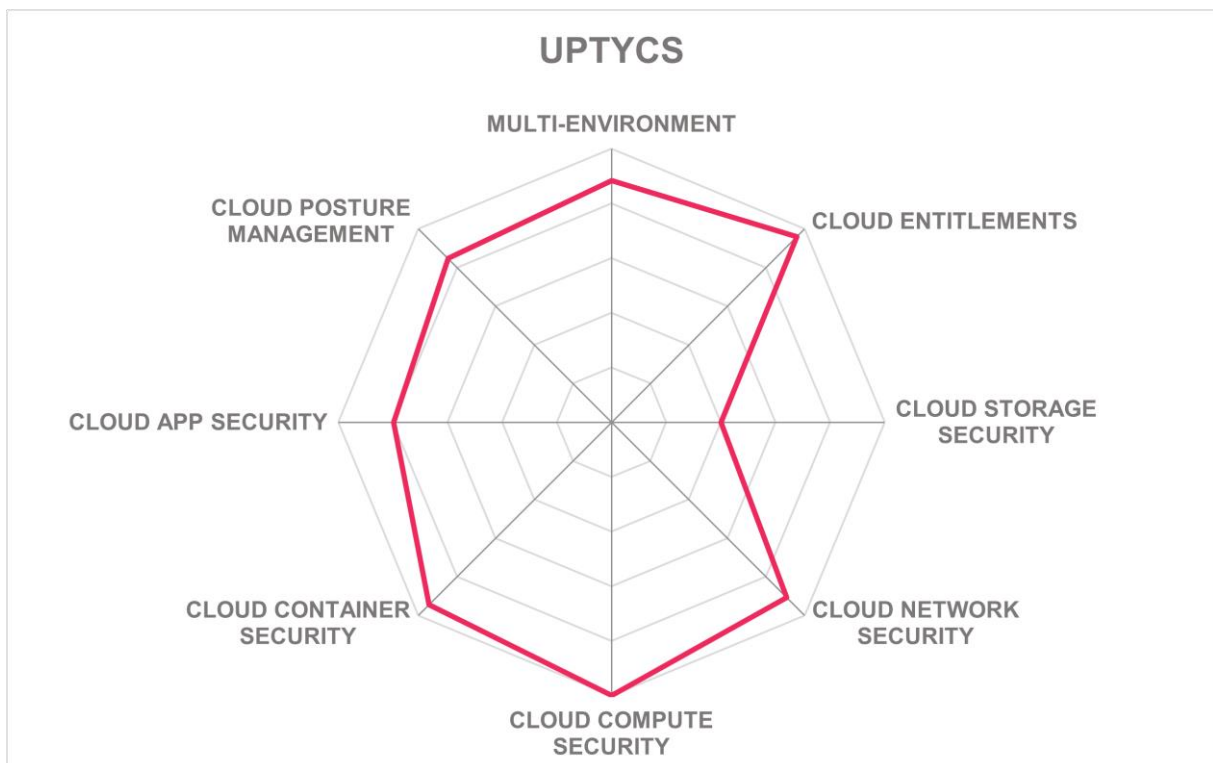 UPTYCS
MULTI-ENVIRONMENT
CLOUD POSTURE
MANAGEMENT
CLOUD ENTITLEMENTS
CLOUD APP SECURITY
CLOUD STORAGE
SECURITY
CLOUD CONTAINER
SECURITY
CLOUD NETWORK
SECURITY
CLOUD COMPUTE
SECURITY